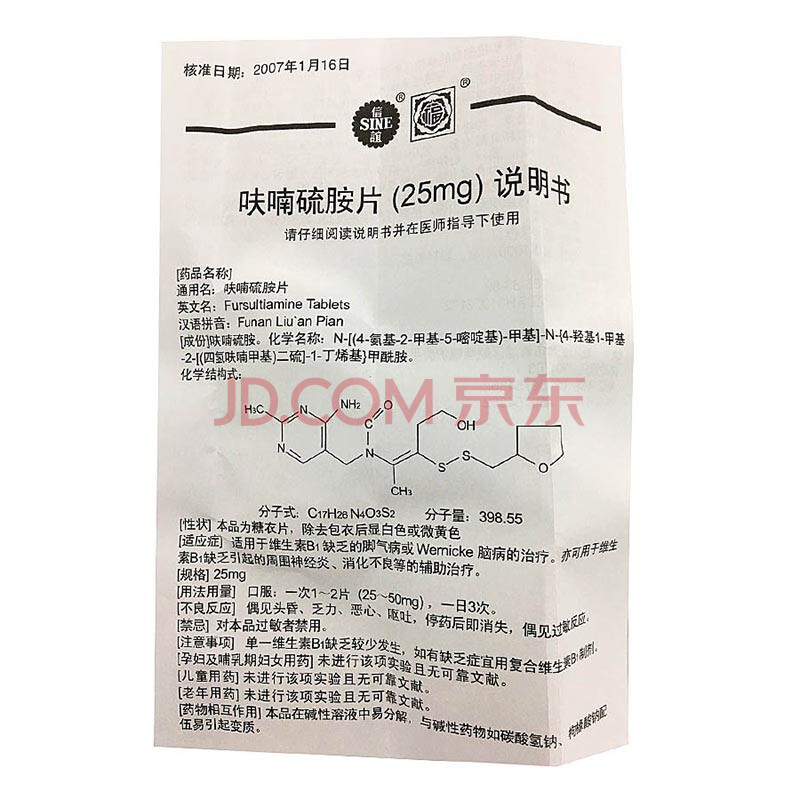 核准日期：2007年1月16日
信
SINE
谊
®
福
®
呋喃硫胺片(25mg) 说明书
请仔细阅读说明书并在医师指导下使用
[药品名称]
通用名：呋喃硫胺片
英文名：Fursultiamine Tablets
汉语拼音：Funan Liu`an Pian
[成份]呋喃硫胺。化学名称：N-[(4-氨基-2-甲基-5-嘧啶基)-甲基]-N-{4-羟基1-甲基
-2-[(四氢呋喃甲基)二硫]-1-丁烯基}甲酰胺。
化学结构式：
JD.COM 京东
H₃C N NH₂ O OH
N N S S O
CH₃
分子式：C17H26 N4O3S2 分子量：398.55
[性状] 本品为糖衣片，除去包衣后显白色或微黄色
[适应症] 适用于维生素B1缺乏的脚气病或Wernicke 脑病的治疗。亦可用于维生
素B1缺乏引起的周围神经炎、消化不良等的辅助治疗。
[规格] 25mg
[用法用量] 口服：一次1～2片 (25～50mg)，一日3次。
[不良反应] 偶见头昏、乏力、恶心、呕吐，停药后即消失，偶见过敏反应。
[禁忌] 对本品过敏者禁用。
[注意事项] 单一维生素B1缺乏较少发生，如有缺乏症宜用复合维生素B1制剂。
[孕妇及哺乳期妇女用药] 未进行该项实验且无可靠文献。
[儿童用药] 未进行该项实验且无可靠文献。
[老年用药] 未进行该项实验且无可靠文献。
[药物相互作用] 本品在碱性溶液中易分解，与碱性药物如碳酸氢钠、枸橼酸钠配
伍易引起变质。